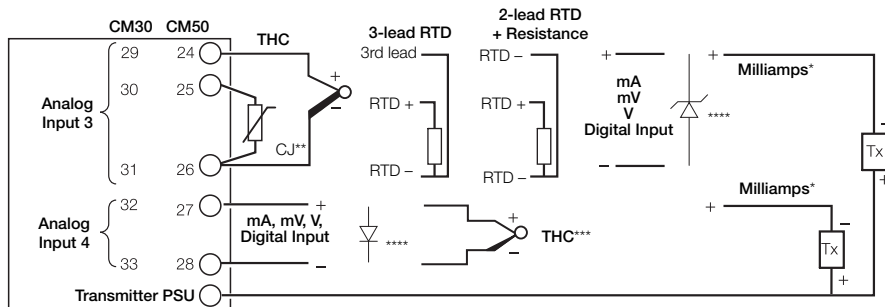 CM30 CM50
THC
3-lead RTD
2-lead RTD
+ Resistance
29 24
3rd lead
RTD –
+
+
Milliamps*
Analog
Input 3
30 25
+
–
RTD +
RTD +
mA
mV
V
Digital Input
****
–
Tx
+
CJ**
31 26
RTD –
RTD –
–
Milliamps*
+
Analog
Input 4
32 27
+
mA, mV, V,
Digital Input
–
****
+
–
THC***
–
Tx
+
33 28
Transmitter PSU